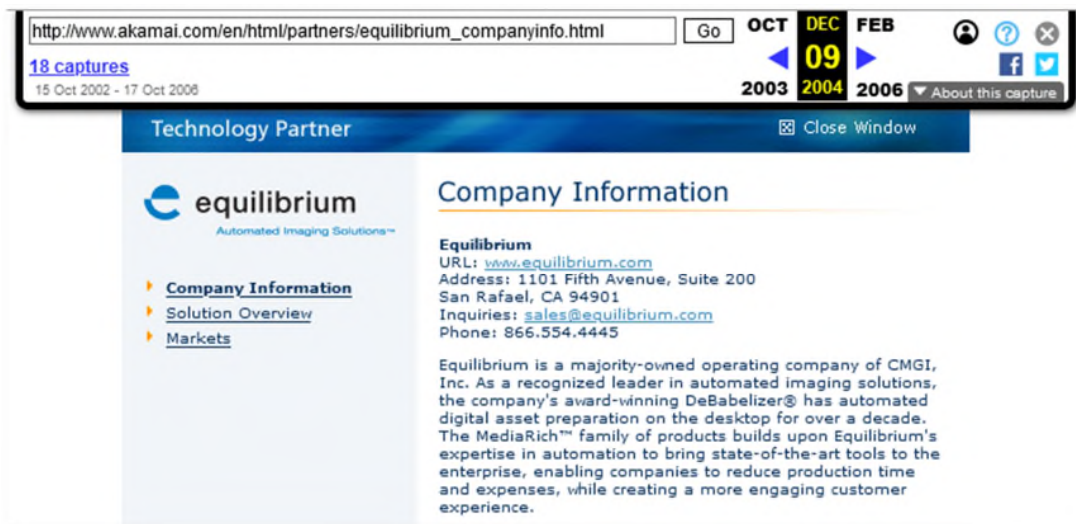 http://www.akamai.com/en/html/partners/equilibrium_companyinfo.html Go OCT DEC FEB
18 captures 09
15 Oct 2002 - 17 Oct 2006 2003 2004 2006 About this capture
Technology Partner Close Window
equilibrium
Automated Imaging Solutions™
Company Information
Solution Overview
Markets
Company Information
Equilibrium
URL: www.equilibrium.com
Address: 1101 Fifth Avenue, Suite 200
San Rafael, CA 94901
Inquiries: sales@equilibrium.com
Phone: 866.554.4445
Equilibrium is a majority-owned operating company of CMGI,
Inc. As a recognized leader in automated imaging solutions,
the company's award-winning DeBabelizer® has automated
digital asset preparation on the desktop for over a decade.
The MediaRich™ family of products builds upon Equilibrium's
expertise in automation to bring state-of-the-art tools to the
enterprise, enabling companies to reduce production time
and expenses, while creating a more engaging customer
experience.